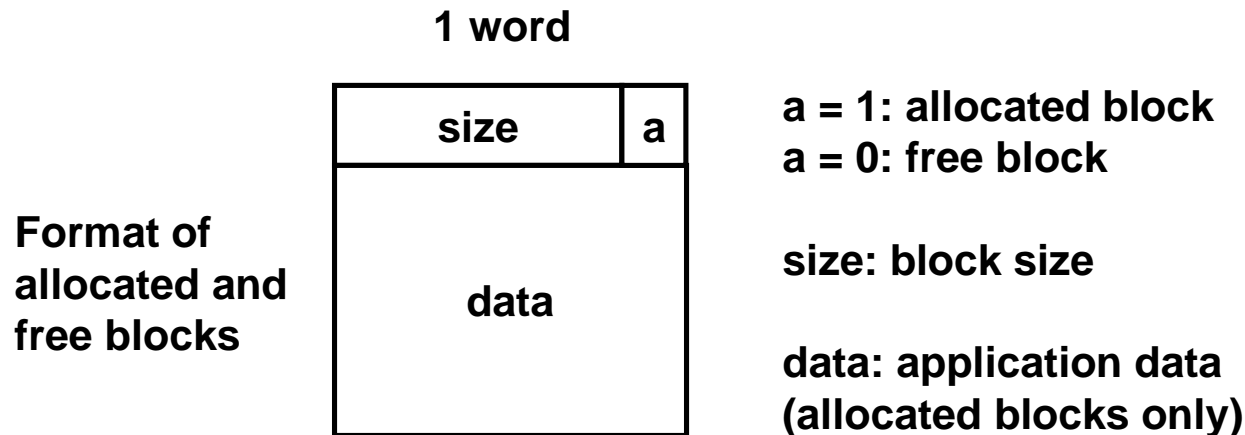 1 word
size
a
a = 1: allocated block
a = 0: free block
Format of
allocated and
free blocks
data
size: block size
data: application data
(allocated blocks only)